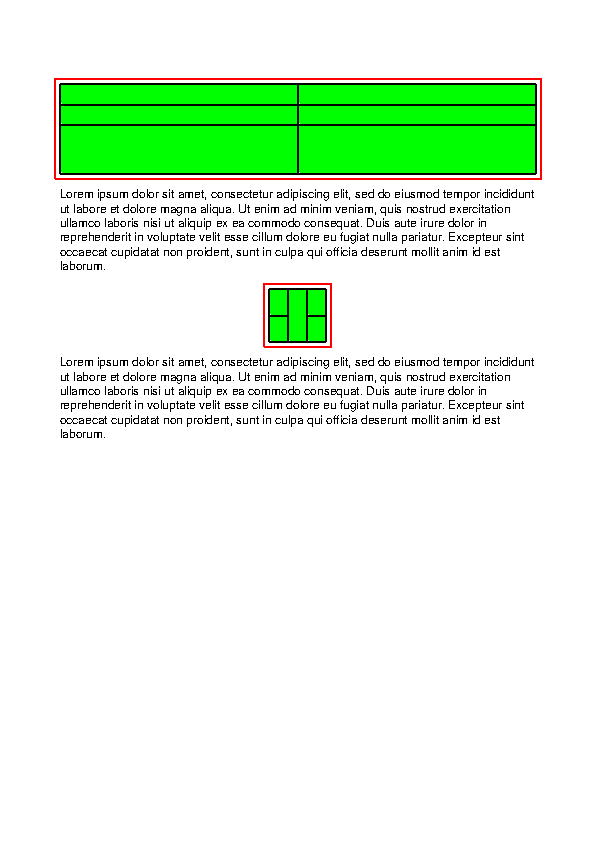 Lorem ipsum dolor sit amet, consectetur adipiscing elit, sed do eiusmod tempor incididunt
ut labore et dolore magna aliqua. Ut enim ad minim veniam, quis nostrud exercitation
ullamco laboris nisi ut aliquip ex ea commodo consequat. Duis aute irure dolor in
reprehenderit in voluptate velit esse cillum dolore eu fugiat nulla pariatur. Excepteur sint
occaecat cupidatat non proident, sunt in culpa qui officia deserunt mollit anim id est
laborum.
Lorem ipsum dolor sit amet, consectetur adipiscing elit, sed do eiusmod tempor incididunt
ut labore et dolore magna aliqua. Ut enim ad minim veniam, quis nostrud exercitation
ullamco laboris nisi ut aliquip ex ea commodo consequat. Duis aute irure dolor in
reprehenderit in voluptate velit esse cillum dolore eu fugiat nulla pariatur. Excepteur sint
occaecat cupidatat non proident, sunt in culpa qui officia deserunt mollit anim id est
laborum.